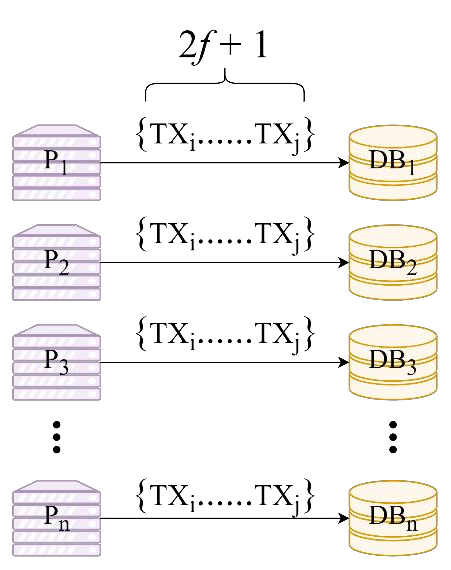 2f + 1
{TXᵢ......TXⱼ}
P₁ DB₁
{TXᵢ......TXⱼ}
P₂ DB₂
{TXᵢ......TXⱼ}
P₃ DB₃
{TXᵢ......TXⱼ}
Pₙ DBₙ